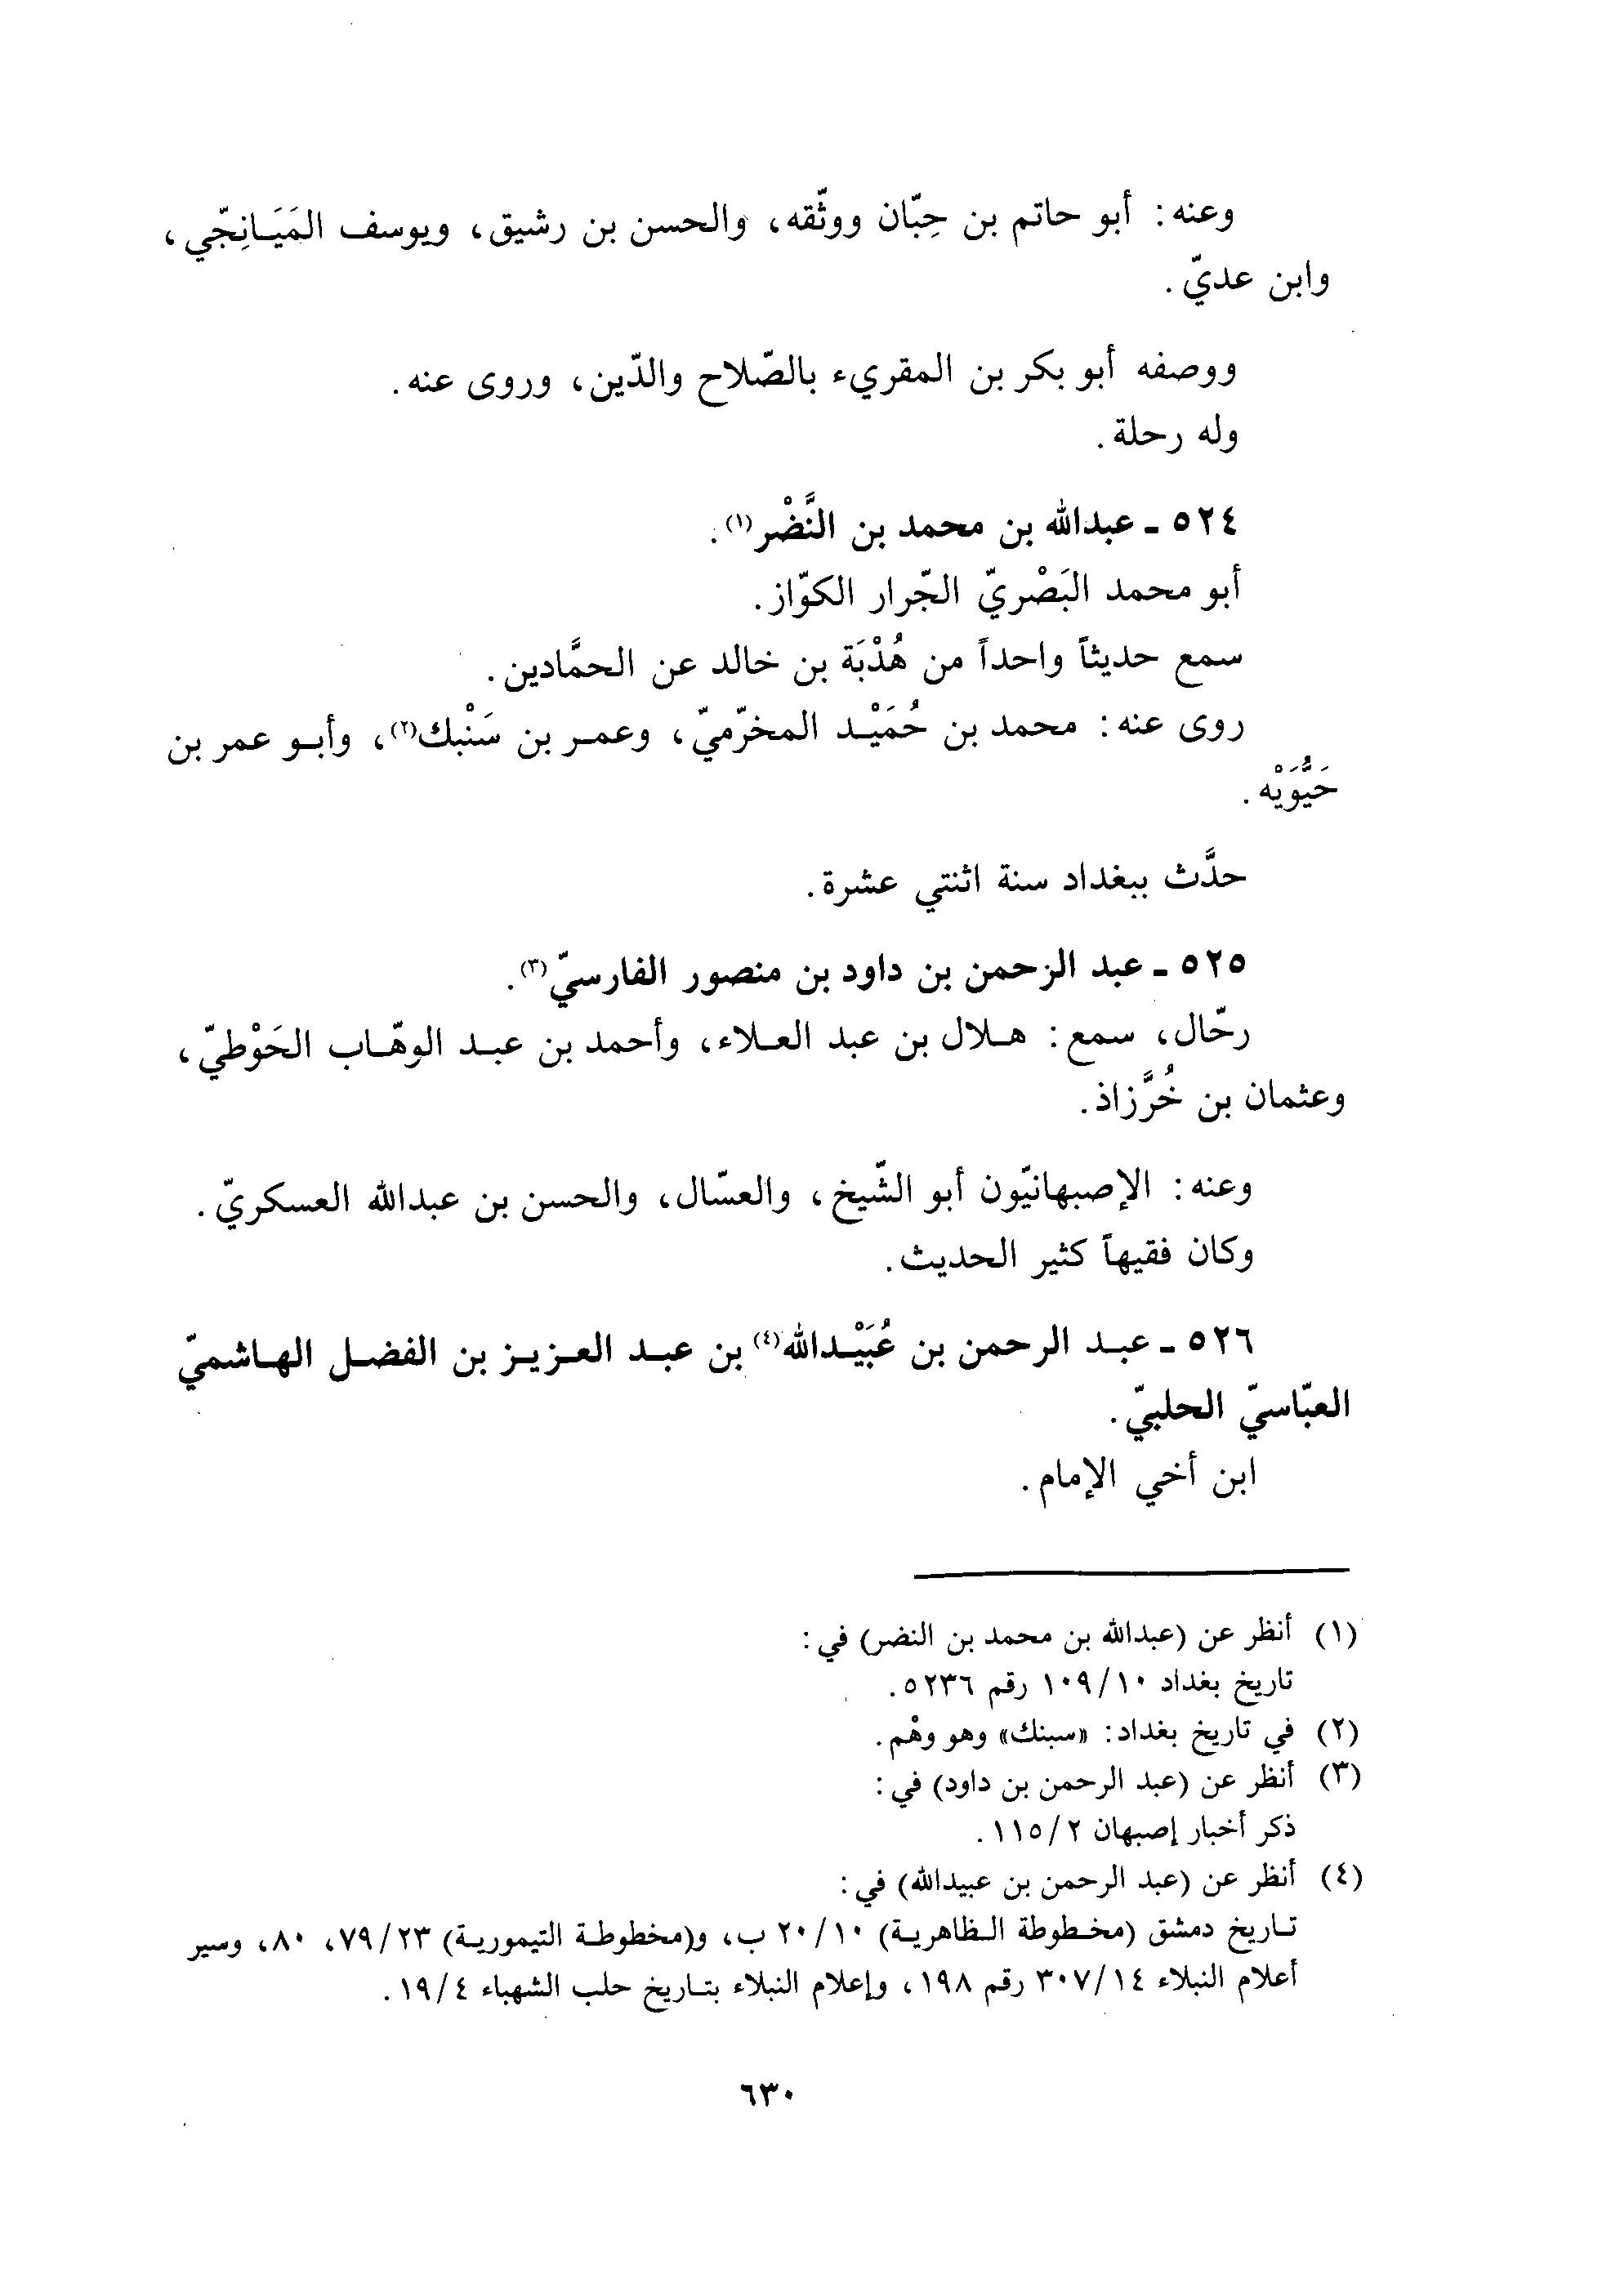 وعنه: أبو حاتم بن حِبّان ووثّقه، والحسن بن رشيق، ويوسف المَيَانِجّي،
وابن عديّ.
ووصفه أبو بكر بن المقريء بالصّلاح والدّين، وروى عنه.
وله رحلة.
٥٢٤ ـ عبدالله بن محمد بن النَّضْر(١).
أبو محمد البَصْريّ الجّرار الكوّاز.
سمع حديثاً واحداً من هُدْبَة بن خالد عن الحمَّادين.
روى عنه: محمد بن حُمَيْد المخرّميّ، وعمر بن سَنْبك(٢)، وأبو عمر بن
حَيُّوَيْه.
حدَّث ببغداد سنة اثنتي عشرة.
٥٢٥ ـ عبد الرحمن بن داود بن منصور الفارسيّ(٣).
رحّال، سمع: هلال بن عبد العلاء، وأحمد بن عبد الوهّاب الحَوْطيّ،
وعثمان بن خُرَّزاذ.
وعنه: الإصبهانيّون أبو الشّيخ، والعسّال، والحسن بن عبدالله العسكريّ.
وكان فقيهاً كثير الحديث.
٥٢٦ ـ عبد الرحمن بن عُبَيْدالله(٤) بن عبد العزيز بن الفضل الهاشميّ
العبّاسيّ الحلبيّ.
ابن أخي الإمام.
(١) أنظر عن (عبدالله بن محمد بن النضر) في:
تاريخ بغداد ١٠٩/١٠ رقم ٥٢٣٦.
(٢) في تاريخ بغداد: «سبنك» وهو وهْم.
(٣) أنظر عن (عبد الرحمن بن داود) في:
ذكر أخبار إصبهان ١١٥/٢.
(٤) أنظر عن (عبد الرحمن بن عبيدالله) في:
تاريخ دمشق (مخطوطة الظاهرية) ٢٠/١٠ ب، و(مخطوطة التيمورية) ٧٩/٢٣، ٨٠، وسير
أعلام النبلاء ٣٠٧/١٤ رقم ١٩٨، وإعلام النبلاء بتاريخ حلب الشهباء ١٩/٤.
٦٣٠